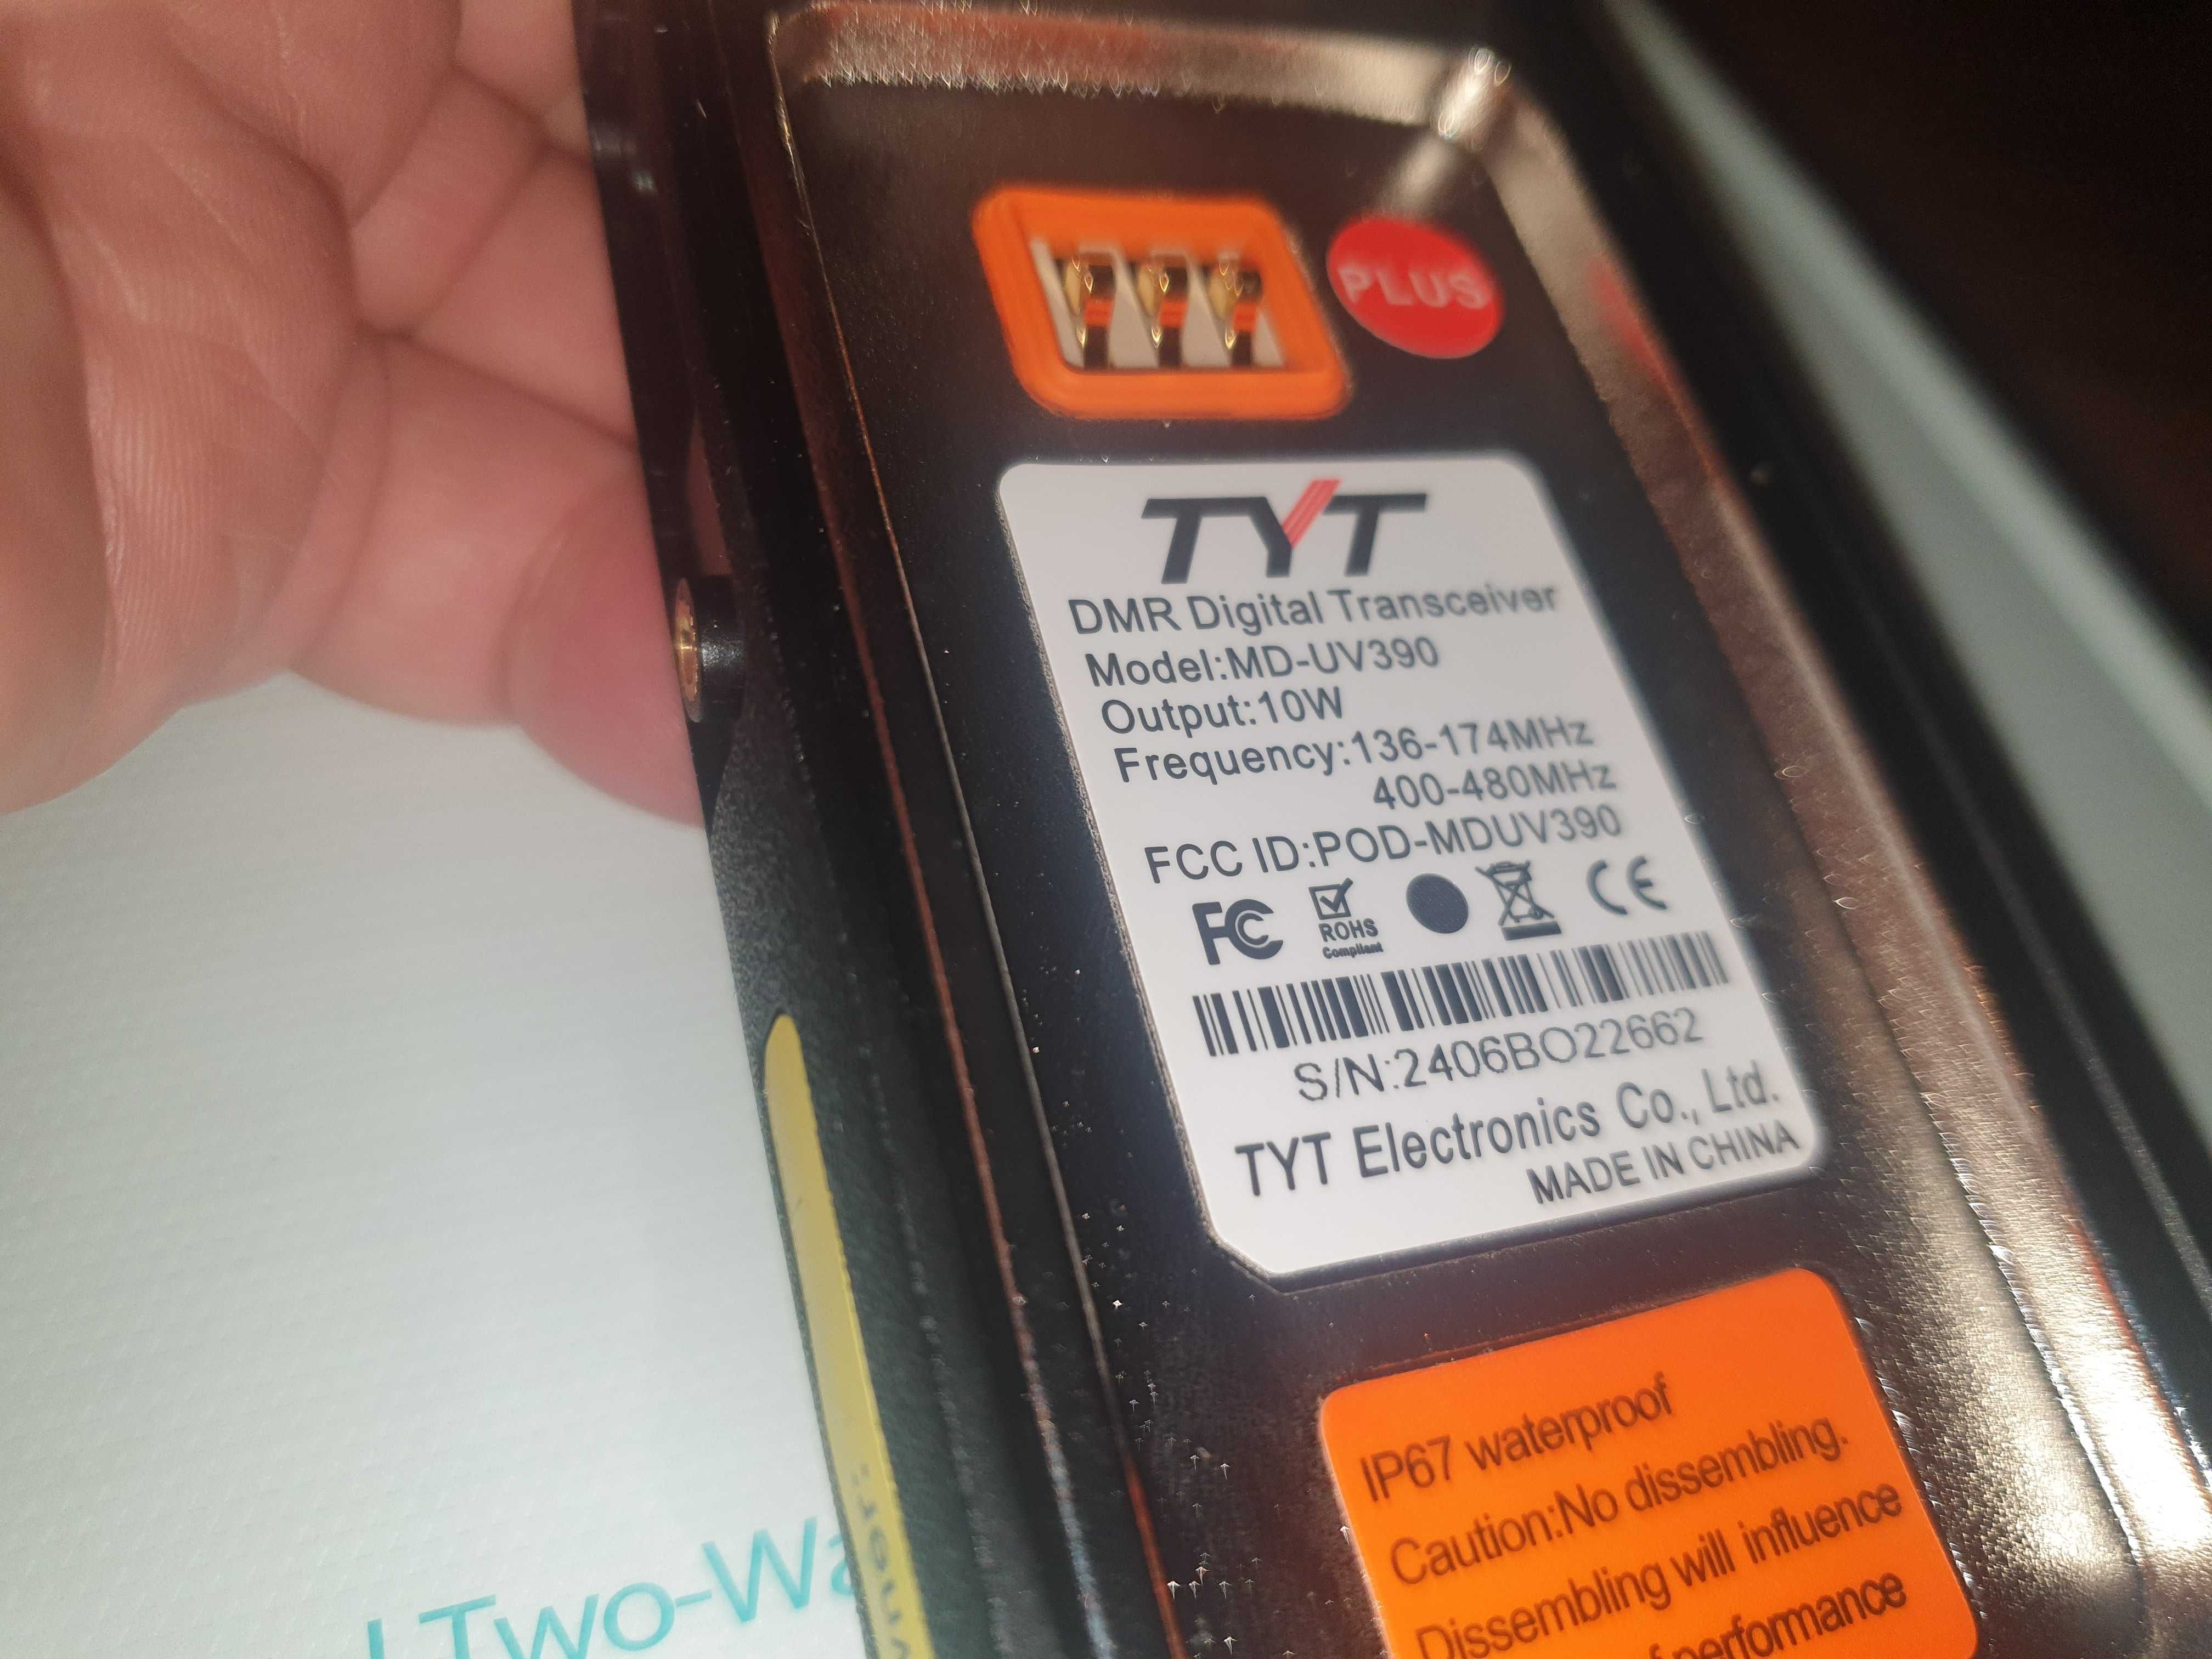 PLUS
TYT
DMR Digital Transceiver
Model:MD-UV390
Output:10W
Frequency:136-174MHz
400-480MHz
FCC ID:POD-MDUV390
FC
ROHS
Compliant
CE
S/N:2406BO22662
TYT Electronics Co., Ltd.
MADE IN CHINA
IP67 waterproof
Caution:No dissembling.
Dissembling will influence
performance
Two-Wa